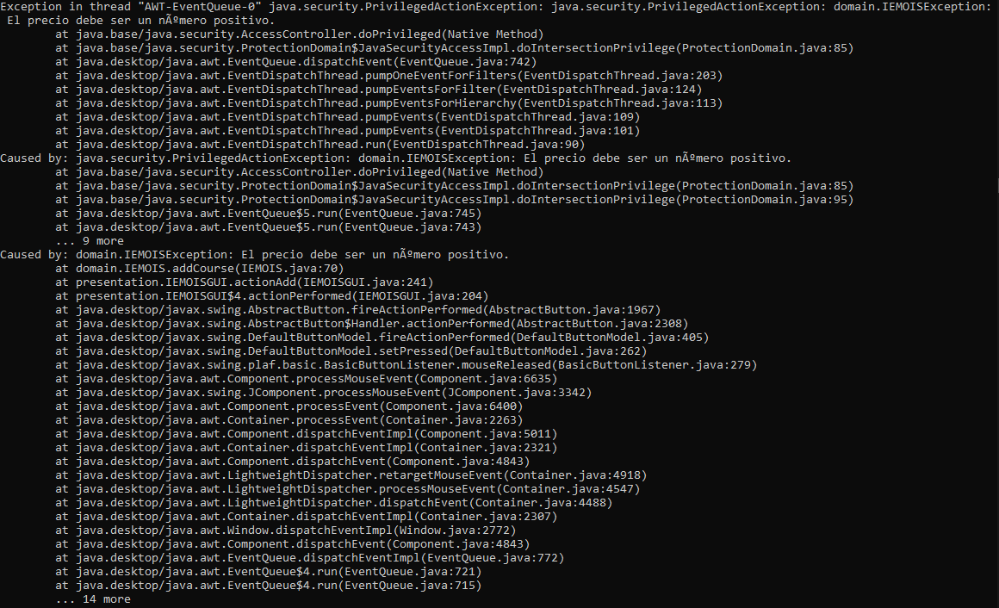 Exception in thread "AWT-EventQueue-0" java.security.PrivilegedActionException: java.security.PrivilegedActionException: domain.IEMOISException:
 El precio debe ser un nÃºmero positivo.
        at java.base/java.security.AccessController.doPrivileged(Native Method)
        at java.base/java.security.ProtectionDomain$JavaSecurityAccessImpl.doIntersectionPrivilege(ProtectionDomain.java:85)
        at java.desktop/java.awt.EventQueue.dispatchEvent(EventQueue.java:742)
        at java.desktop/java.awt.EventDispatchThread.pumpOneEventForFilters(EventDispatchThread.java:203)
        at java.desktop/java.awt.EventDispatchThread.pumpEventsForFilter(EventDispatchThread.java:124)
        at java.desktop/java.awt.EventDispatchThread.pumpEventsForHierarchy(EventDispatchThread.java:113)
        at java.desktop/java.awt.EventDispatchThread.pumpEvents(EventDispatchThread.java:109)
        at java.desktop/java.awt.EventDispatchThread.pumpEvents(EventDispatchThread.java:101)
        at java.desktop/java.awt.EventDispatchThread.run(EventDispatchThread.java:90)
Caused by: java.security.PrivilegedActionException: domain.IEMOISException: El precio debe ser un nÃºmero positivo.
        at java.base/java.security.AccessController.doPrivileged(Native Method)
        at java.base/java.security.ProtectionDomain$JavaSecurityAccessImpl.doIntersectionPrivilege(ProtectionDomain.java:85)
        at java.base/java.security.ProtectionDomain$JavaSecurityAccessImpl.doIntersectionPrivilege(ProtectionDomain.java:95)
        at java.desktop/java.awt.EventQueue$5.run(EventQueue.java:745)
        at java.desktop/java.awt.EventQueue$5.run(EventQueue.java:743)
        ... 9 more
Caused by: domain.IEMOISException: El precio debe ser un nÃºmero positivo.
        at domain.IEMOIS.addCourse(IEMOIS.java:70)
        at presentation.IEMOISGUI.actionAdd(IEMOISGUI.java:241)
        at presentation.IEMOISGUI$4.actionPerformed(IEMOISGUI.java:204)
        at java.desktop/javax.swing.AbstractButton.fireActionPerformed(AbstractButton.java:1967)
        at java.desktop/javax.swing.AbstractButton$Handler.actionPerformed(AbstractButton.java:2308)
        at java.desktop/javax.swing.DefaultButtonModel.fireActionPerformed(DefaultButtonModel.java:405)
        at java.desktop/javax.swing.DefaultButtonModel.setPressed(DefaultButtonModel.java:262)
        at java.desktop/javax.swing.plaf.basic.BasicButtonListener.mouseReleased(BasicButtonListener.java:279)
        at java.desktop/java.awt.Component.processMouseEvent(Component.java:6635)
        at java.desktop/javax.swing.JComponent.processMouseEvent(JComponent.java:3342)
        at java.desktop/java.awt.Component.processEvent(Component.java:6400)
        at java.desktop/java.awt.Container.processEvent(Container.java:2263)
        at java.desktop/java.awt.Component.dispatchEventImpl(Component.java:5011)
        at java.desktop/java.awt.Container.dispatchEventImpl(Container.java:2321)
        at java.desktop/java.awt.Component.dispatchEvent(Component.java:4843)
        at java.desktop/java.awt.LightweightDispatcher.retargetMouseEvent(Container.java:4918)
        at java.desktop/java.awt.LightweightDispatcher.processMouseEvent(Container.java:4547)
        at java.desktop/java.awt.LightweightDispatcher.dispatchEvent(Container.java:4488)
        at java.desktop/java.awt.Container.dispatchEventImpl(Container.java:2307)
        at java.desktop/java.awt.Window.dispatchEventImpl(Window.java:2772)
        at java.desktop/java.awt.Component.dispatchEvent(Component.java:4843)
        at java.desktop/java.awt.EventQueue.dispatchEventImpl(EventQueue.java:772)
        at java.desktop/java.awt.EventQueue$4.run(EventQueue.java:721)
        at java.desktop/java.awt.EventQueue$4.run(EventQueue.java:715)
        ... 14 more